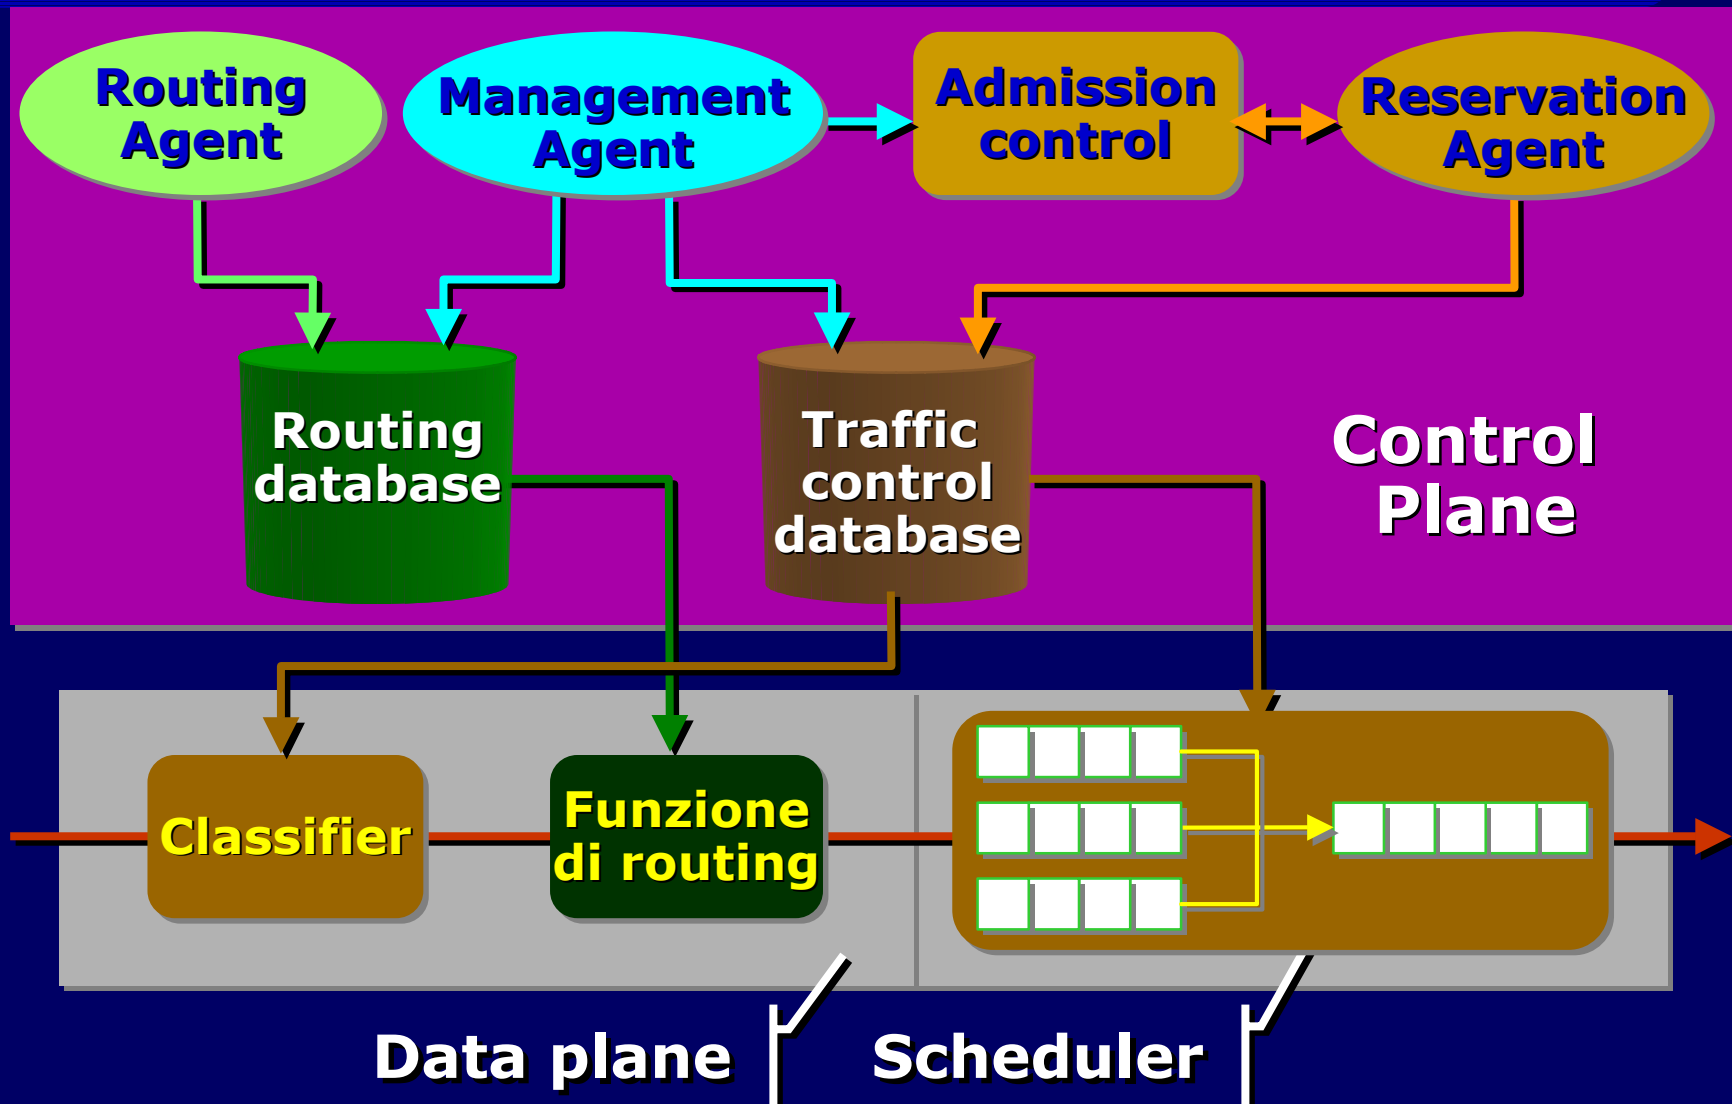 Routing
Agent
Management
Agent
Admission
control
Reservation
Agent
Routing
database
Traffic
control
database
Control
Plane
Classifier
Funzione
di routing
Data plane
Scheduler